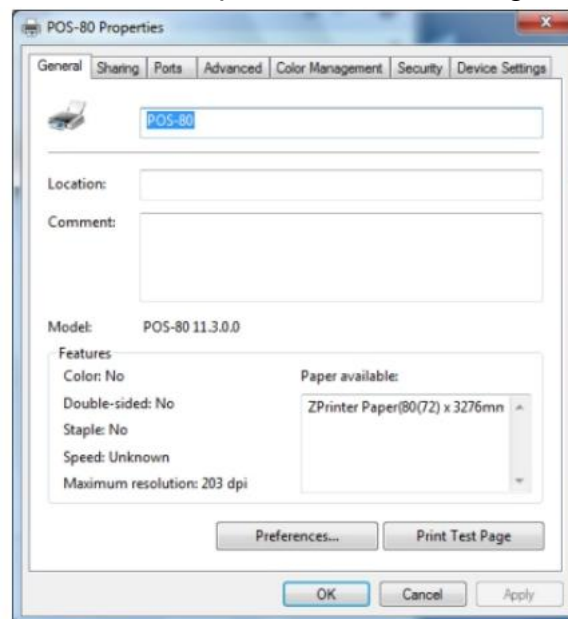 POS-80 Properties
General Sharing Ports Advanced Color Management Security Device Settings
POS-80
Location:
Comment:
Model: POS-80 11.3.0.0
Features
Color: No
Paper available:
Double-sided: No
ZPrinter Paper(80(72) x 3276mn
Staple: No
Speed: Unknown
Maximum resolution: 203 dpi
Preferences... Print Test Page
OK Cancel Apply